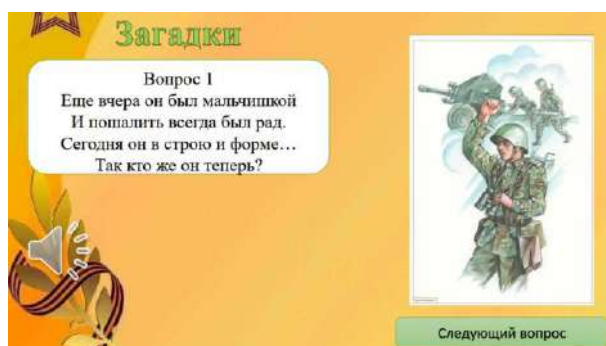 Загадки
Вопрос 1
Еще вчера он был мальчишкой
И пошалить всегда был рад.
Сегодня он в строю и форме…
Так кто же он теперь?
Следующий вопрос